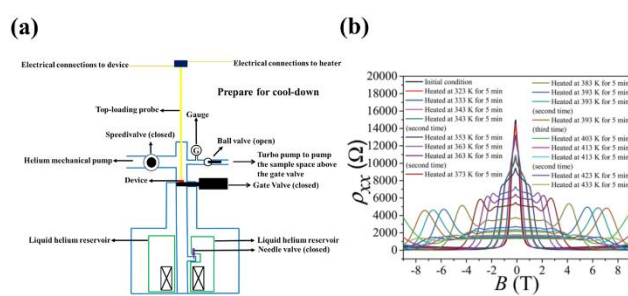 (a)
Electrical connections to device
Electrical connections to heater
Prepare for cool-down
Top-loading probe
Gauge
G
Speedivalve (closed)
Ball valve (open)
Helium mechanical pump
Turbo pump to pump
the sample space above
the gate valve
Device
Gate Valve (closed)
Liquid helium reservoir
Liquid helium reservoir
Needle valve (closed)
(b)
20000
18000
16000
14000
12000
10000
8000
6000
4000
2000
0
ρxx (Ω)
Initial condition
Heated at 323 K for 5 min
Heated at 333 K for 5 min
Heated at 343 K for 5 min
Heated at 343 K for 5 min
(second time)
Heated at 353 K for 5 min
Heated at 363 K for 5 min
Heated at 363 K for 5 min
(second time)
Heated at 373 K for 5 min
Heated at 383 K for 5 min
Heated at 393 K for 5 min
Heated at 393 K for 5 min
(second time)
Heated at 393 K for 5 min
(third time)
Heated at 403 K for 5 min
Heated at 413 K for 5 min
Heated at 413 K for 5 min
(second time)
Heated at 423 K for 5 min
Heated at 433 K for 5 min
-8 -6 -4 -2 0 2 4 6 8
B (T)